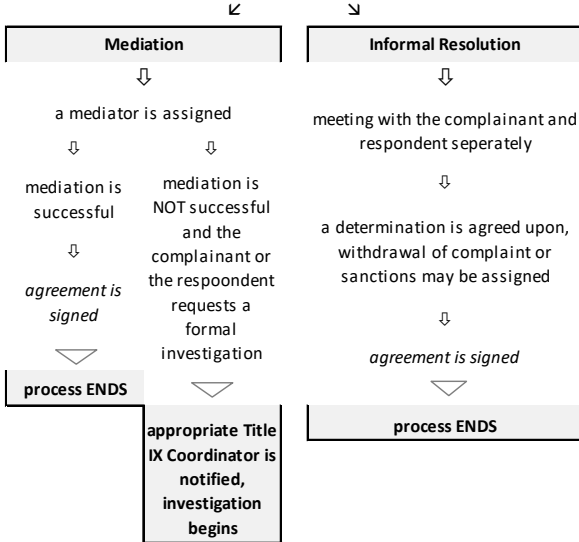 Mediation
a mediator is assigned
mediation is
successful
agreement is
signed
process ENDS
mediation is
NOT successful
and the
complainant or
the respoondent
requests a
formal
investigation
appropriate Title
IX Coordinator is
notified,
investigation
begins
Informal Resolution
meeting with the complainant and
respondent seperately
a determination is agreed upon,
withdrawal of complaint or
sanctions may be assigned
agreement is signed
process ENDS